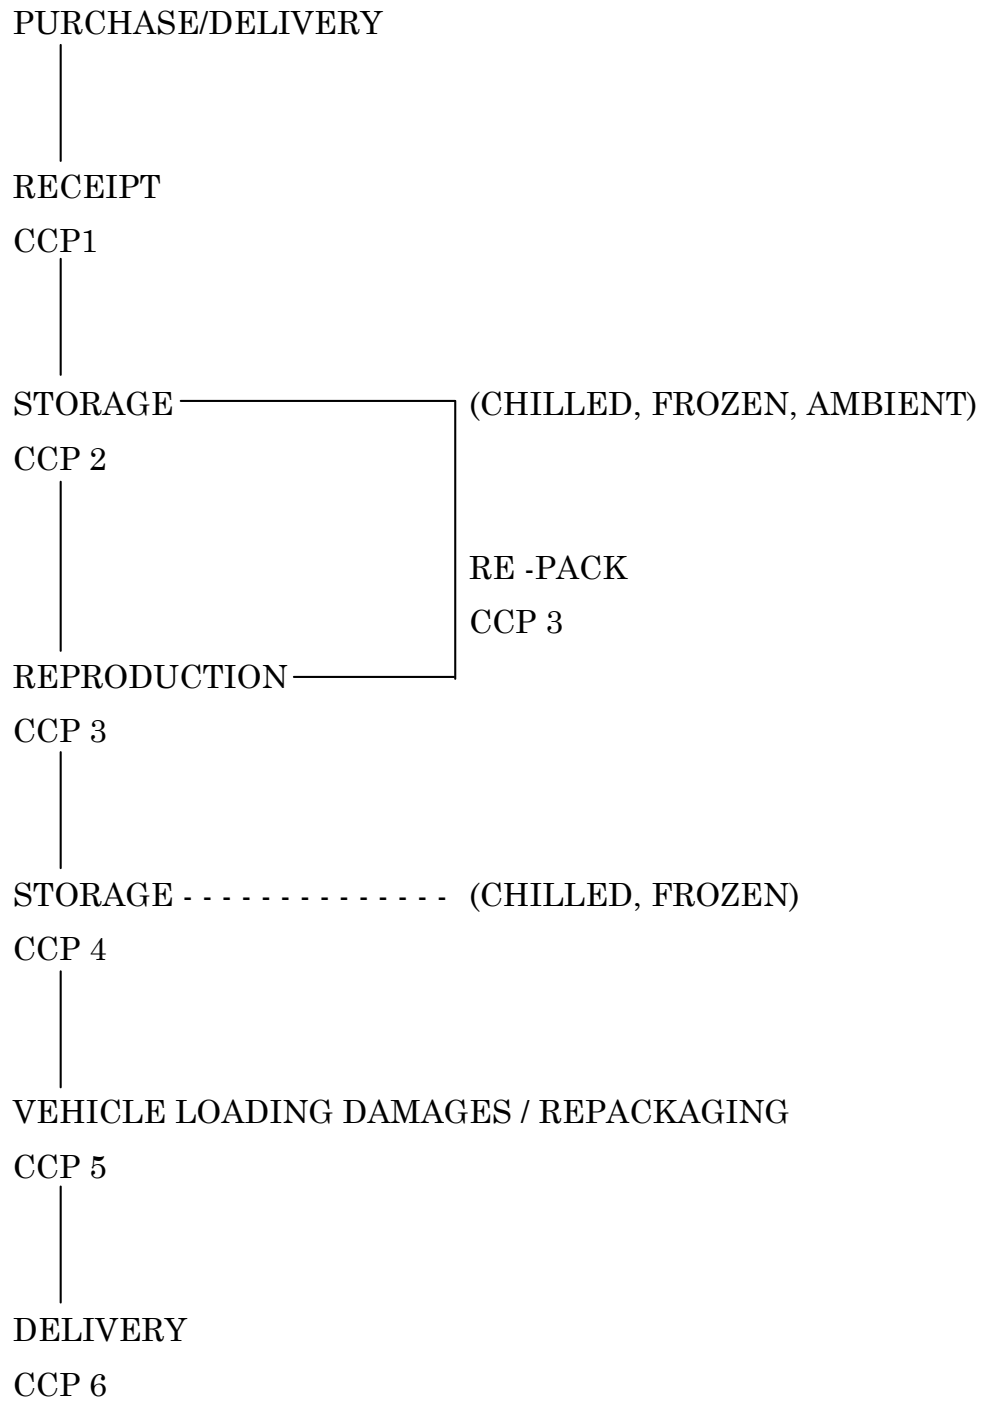 PURCHASE/DELIVERY
RECEIPT
CCP1
STORAGE (CHILLED, FROZEN, AMBIENT)
CCP 2
RE -PACK
CCP 3
REPRODUCTION
CCP 3
STORAGE - - - - - - - - - - - - - - (CHILLED, FROZEN)
CCP 4
VEHICLE LOADING DAMAGES / REPACKAGING
CCP 5
DELIVERY
CCP 6